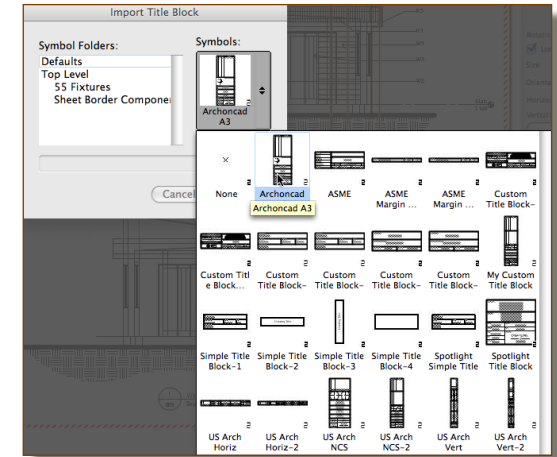 Import Title Block
Symbol Folders:
Symbols:
Defaults
Top Level
55 Fixtures
Sheet Border Componen
Archoncad
A3
Cancel
None
Archoncad
ASME
ASME
Margin ...
ASME
Margin ...
Custom
Title Block-
Archoncad A3
Custom Titl
e Block...
Custom
Title Block-
Custom
Title Block-
Custom
Title Block-
Custom
Title Block-
My Custom
Title Block
Simple Title
Block-1
Simple Title
Block-2
Simple Title
Block-3
Simple Title
Block-4
Spotlight
Simple Title
Spotlight
Title Block
US Arch
Horiz
US Arch
Horiz-2
US Arch
NCS
US Arch
NCS-2
US Arch
Vert
US Arch
Vert-2